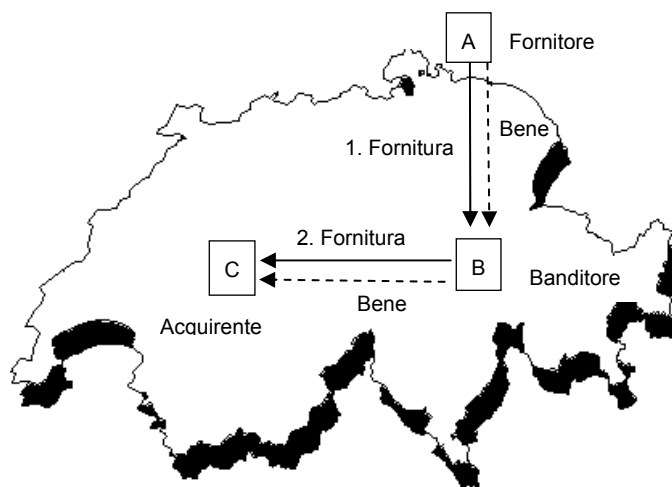 A
Fornitore
Bene
1. Fornitura
2. Fornitura
C
B
Banditore
Bene
Acquirente